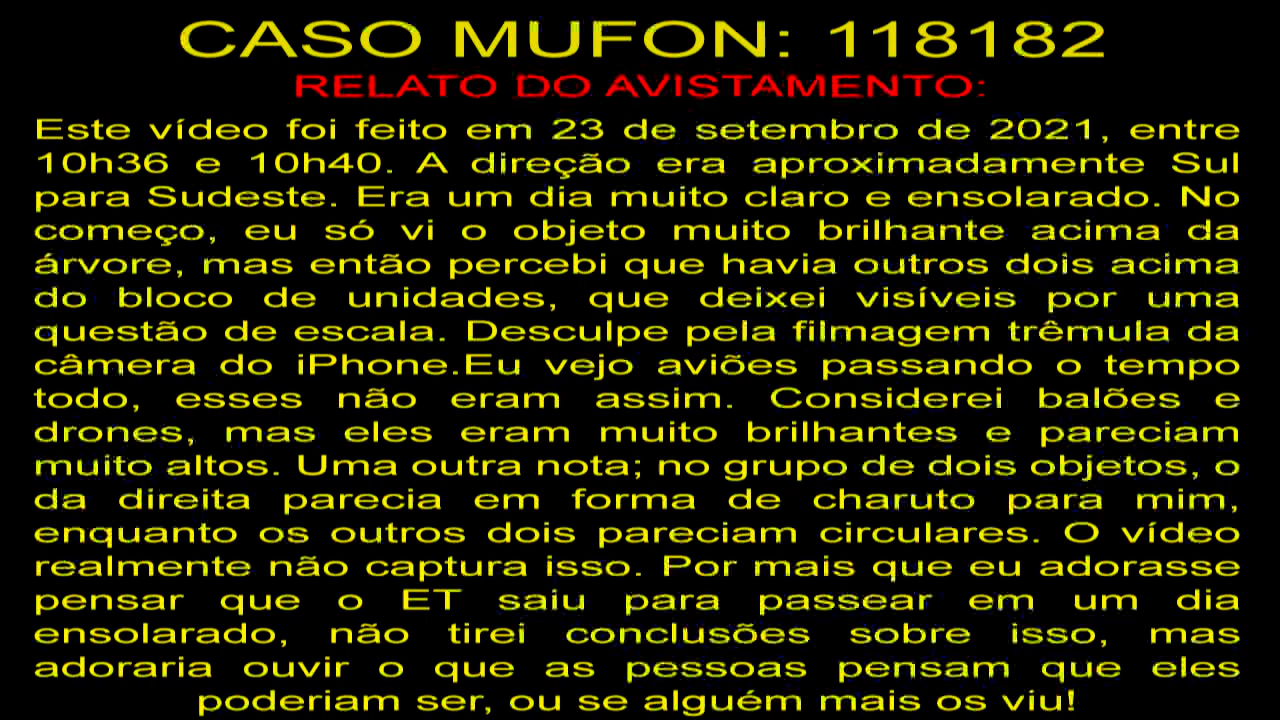 CASO MUFON: 118182
RELATO DO AVISTAMENTO:
Este vídeo foi feito em 23 de setembro de 2021, entre
10h36 e 10h40. A direção era aproximadamente Sul
para Sudeste. Era um dia muito claro e ensolarado. No
começo, eu só vi o objeto muito brilhante acima da
árvore, mas então percebi que havia outros dois acima
do bloco de unidades, que deixei visíveis por uma
questão de escala. Desculpe pela filmagem trêmula da
câmera do iPhone.Eu vejo aviões passando o tempo
todo, esses não eram assim. Considerei balões e
drones, mas eles eram muito brilhantes e pareciam
muito altos. Uma outra nota; no grupo de dois objetos, o
da direita parecia em forma de charuto para mim,
enquanto os outros dois pareciam circulares. O vídeo
realmente não captura isso. Por mais que eu adorasse
pensar que o ET saiu para passear em um dia
ensolarado, não tirei conclusões sobre isso, mas
adoraria ouvir o que as pessoas pensam que eles
poderiam ser, ou se alguém mais os viu!